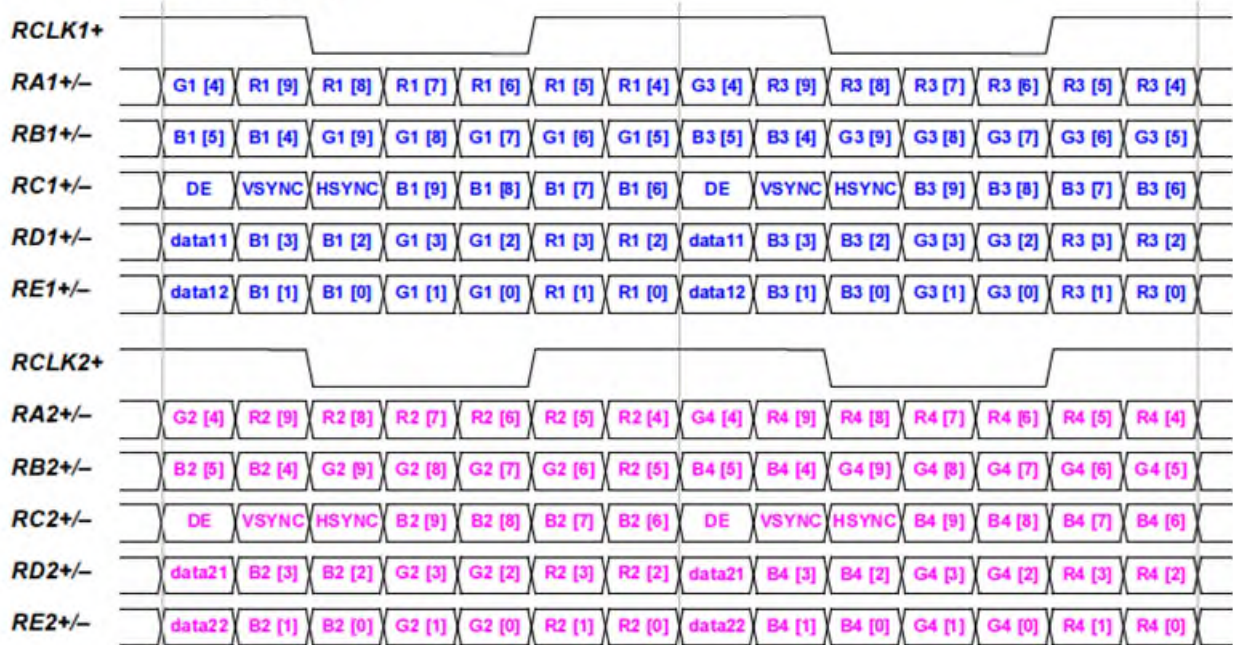 RCLK1+
RA1+/– G1 [4] R1 [9] R1 [8] R1 [7] R1 [6] R1 [5] R1 [4] G3 [4] R3 [9] R3 [8] R3 [7] R3 [6] R3 [5] R3 [4]
RB1+/– B1 [5] B1 [4] G1 [9] G1 [8] G1 [7] G1 [6] G1 [5] B3 [5] B3 [4] G3 [9] G3 [8] G3 [7] G3 [6] G3 [5]
RC1+/– DE VSYNC HSYNC B1 [9] B1 [8] B1 [7] B1 [6] DE VSYNC HSYNC B3 [9] B3 [8] B3 [7] B3 [6]
RD1+/– data11 B1 [3] B1 [2] G1 [3] G1 [2] R1 [3] R1 [2] data11 B3 [3] B3 [2] G3 [3] G3 [2] R3 [3] R3 [2]
RE1+/– data12 B1 [1] B1 [0] G1 [1] G1 [0] R1 [1] R1 [0] data12 B3 [1] B3 [0] G3 [1] G3 [0] R3 [1] R3 [0]
RCLK2+
RA2+/– G2 [4] R2 [9] R2 [8] R2 [7] R2 [6] R2 [5] R2 [4] G4 [4] R4 [9] R4 [8] R4 [7] R4 [6] R4 [5] R4 [4]
RB2+/– B2 [5] B2 [4] G2 [9] G2 [8] G2 [7] G2 [6] R2 [5] B4 [5] B4 [4] G4 [9] G4 [8] G4 [7] G4 [6] G4 [5]
RC2+/– DE VSYNC HSYNC B2 [9] B2 [8] B2 [7] B2 [6] DE VSYNC HSYNC B4 [9] B4 [8] B4 [7] B4 [6]
RD2+/– data21 B2 [3] B2 [2] G2 [3] G2 [2] R2 [3] R2 [2] data21 B4 [3] B4 [2] G4 [3] G4 [2] R4 [3] R4 [2]
RE2+/– data22 B2 [1] B2 [0] G2 [1] G2 [0] R2 [1] R2 [0] data22 B4 [1] B4 [0] G4 [1] G4 [0] R4 [1] R4 [0]